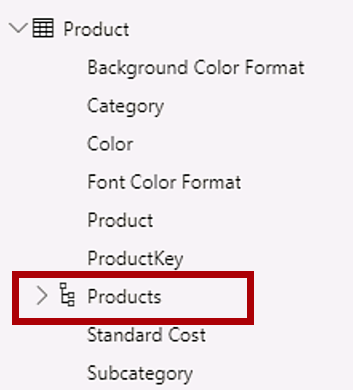 Product
Background Color Format
Category
Color
Font Color Format
Product
ProductKey
Products
Standard Cost
Subcategory